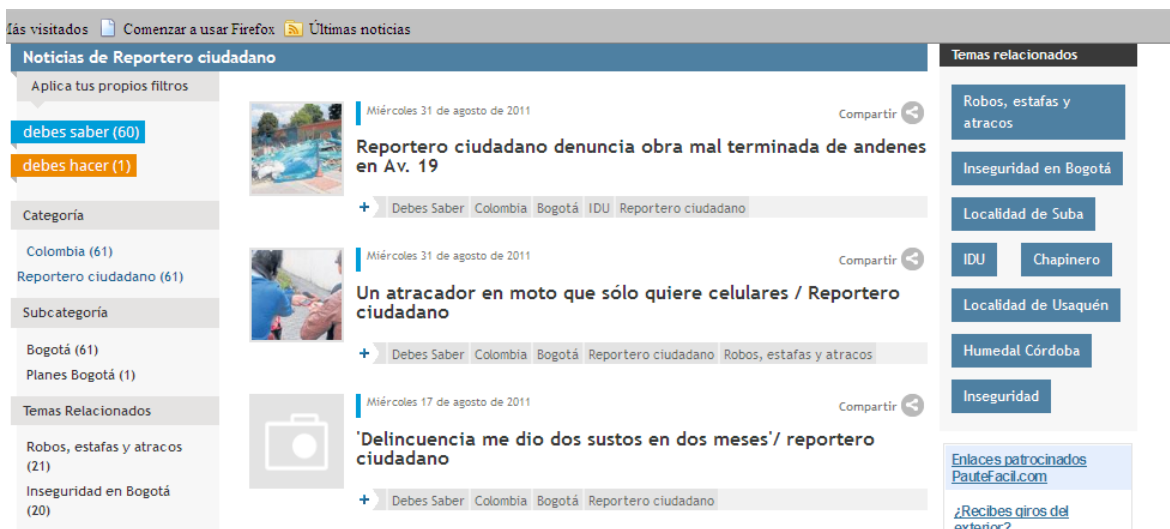 Más visitados Comenzar a usar Firefox Últimas noticias
Noticias de Reportero ciudadano
Aplica tus propios filtros
debes saber (60)
debes hacer (1)
Categoría
Colombia (61)
Reportero ciudadano (61)
Subcategoría
Bogotá (61)
Planes Bogotá (1)
Temas Relacionados
Robos, estafas y atracos
(21)
Inseguridad en Bogotá
(20)
Miércoles 31 de agosto de 2011
Compartir
Reportero ciudadano denuncia obra mal terminada de andenes
en Av. 19
+ Debes Saber Colombia Bogotá IDU Reportero ciudadano
Miércoles 31 de agosto de 2011
Compartir
Un atracador en moto que sólo quiere celulares / Reportero
ciudadano
+ Debes Saber Colombia Bogotá Reportero ciudadano Robos, estafas y atracos
Miércoles 17 de agosto de 2011
Compartir
'Delincuencia me dio dos sustos en dos meses'/ reportero
ciudadano
+ Debes Saber Colombia Bogotá Reportero ciudadano
Temas relacionados
Robos, estafas y
atracos
Inseguridad en Bogotá
Localidad de Suba
IDU Chapinero
Localidad de Usaquén
Humedal Córdoba
Inseguridad
Enlaces patrocinados
PauteFacil.com
¿Recibes giros del
exterior?